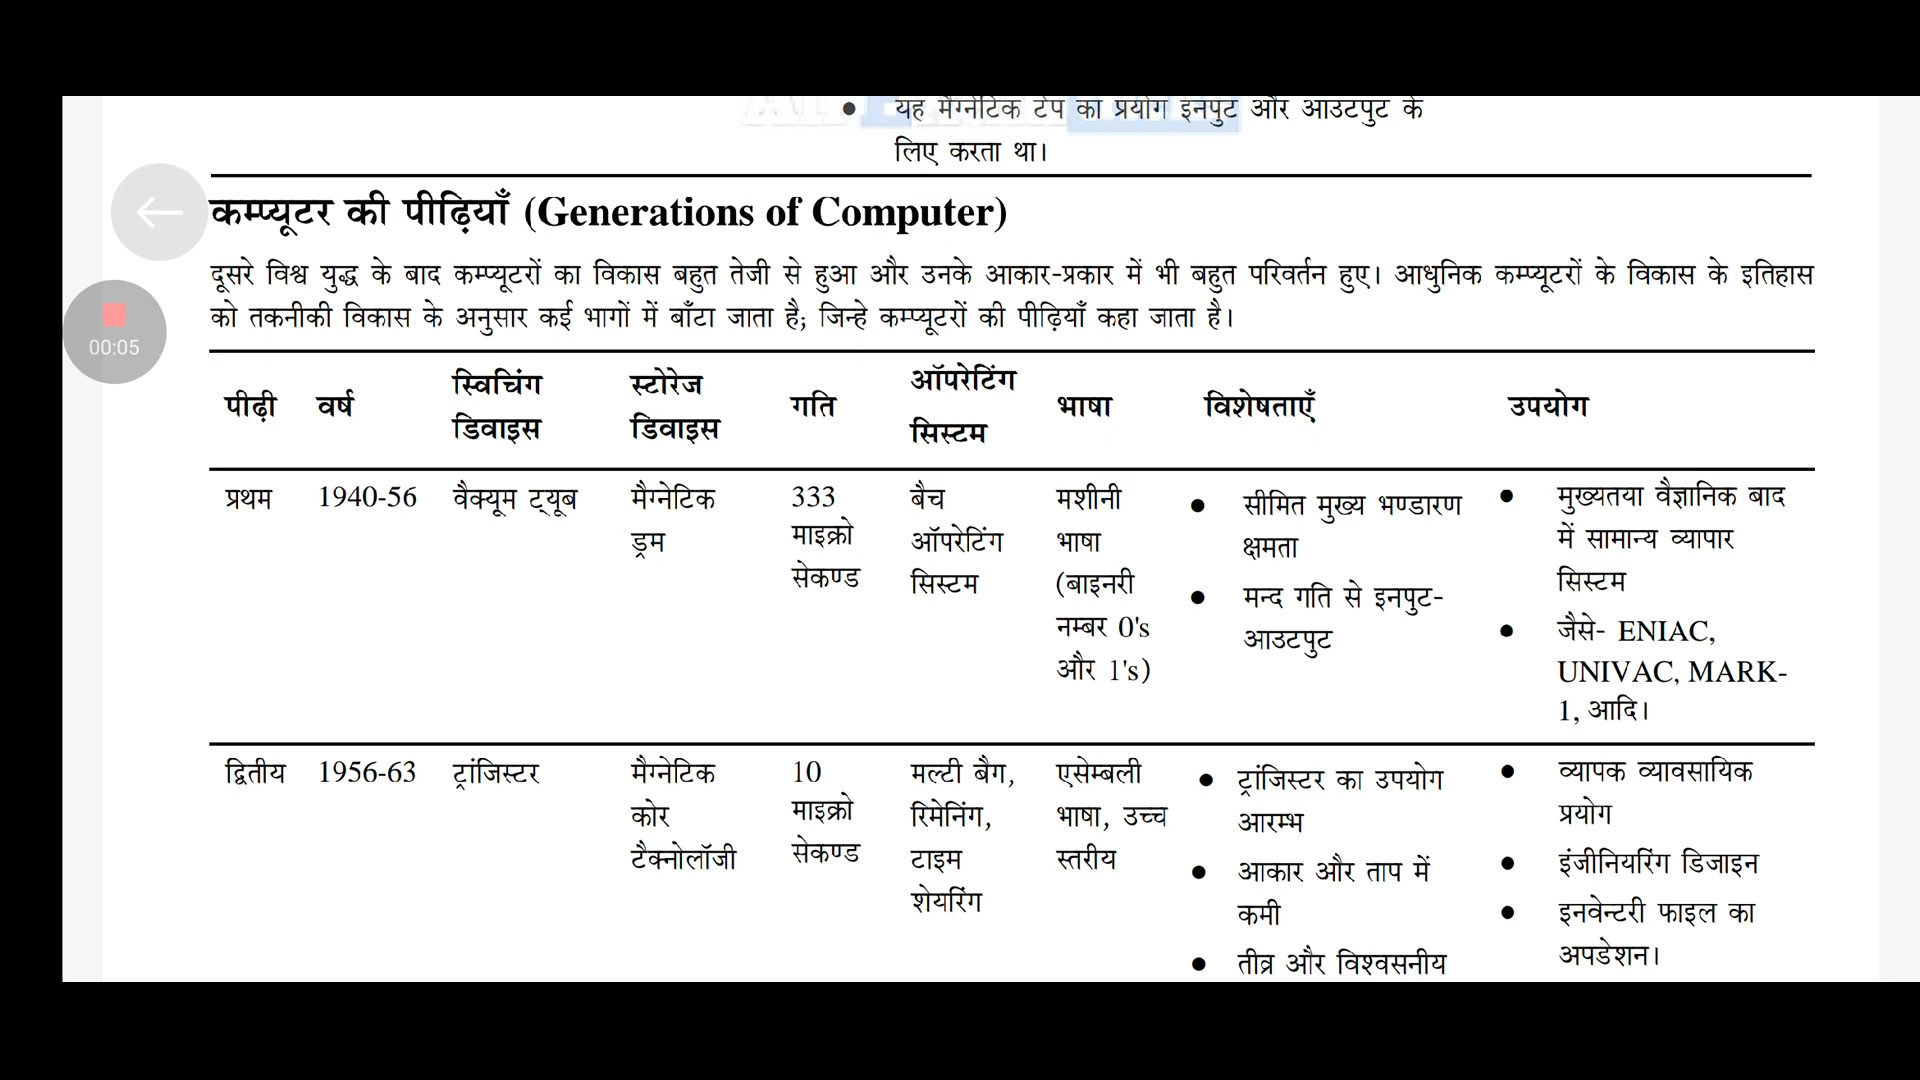 यह मैग्नेटिक टेप का प्रयोग इनपुट और आउटपुट के
लिए करता था।
कम्प्यूटर की पीढ़ियाँ (Generations of Computer)
दूसरे विश्व युद्ध के बाद कम्प्यूटरों का विकास बहुत तेजी से हुआ और उनके आकार-प्रकार में भी बहुत परिवर्तन हुए। आधुनिक कम्प्यूटरों के विकास के इतिहास
को तकनीकी विकास के अनुसार कई भागों में बाँटा जाता है; जिन्हे कम्प्यूटरों की पीढ़ियाँ कहा जाता है।
00:05
पीढ़ी
वर्ष
स्विचिंग
डिवाइस
स्टोरेज
डिवाइस
गति
ऑपरेटिंग
सिस्टम
भाषा
विशेषताएँ
उपयोग
प्रथम
1940-56
वैक्यूम ट्यूब
मैग्नेटिक
ड्रम
333
माइक्रो
सेकण्ड
बैच
ऑपरेटिंग
सिस्टम
मशीनी
भाषा
(बाइनरी
नम्बर 0's
और 1's)
सीमित मुख्य भण्डारण
क्षमता
मन्द गति से इनपुट-
आउटपुट
मुख्यतया वैज्ञानिक बाद
में सामान्य व्यापार
सिस्टम
जैसे- ENIAC,
UNIVAC, MARK-
1, आदि।
द्वितीय
1956-63
ट्रांजिस्टर
मैग्नेटिक
कोर
टैक्नोलॉजी
10
माइक्रो
सेकण्ड
मल्टी बैग,
रिमेनिंग,
टाइम
शेयरिंग
एसेम्बली
भाषा, उच्च
स्तरीय
ट्रांजिस्टर का उपयोग
आरम्भ
आकार और ताप में
कमी
तीव्र और विश्वसनीय
व्यापक व्यावसायिक
प्रयोग
इंजीनियरिंग डिजाइन
इनवेन्टरी फाइल का
अपडेशन।